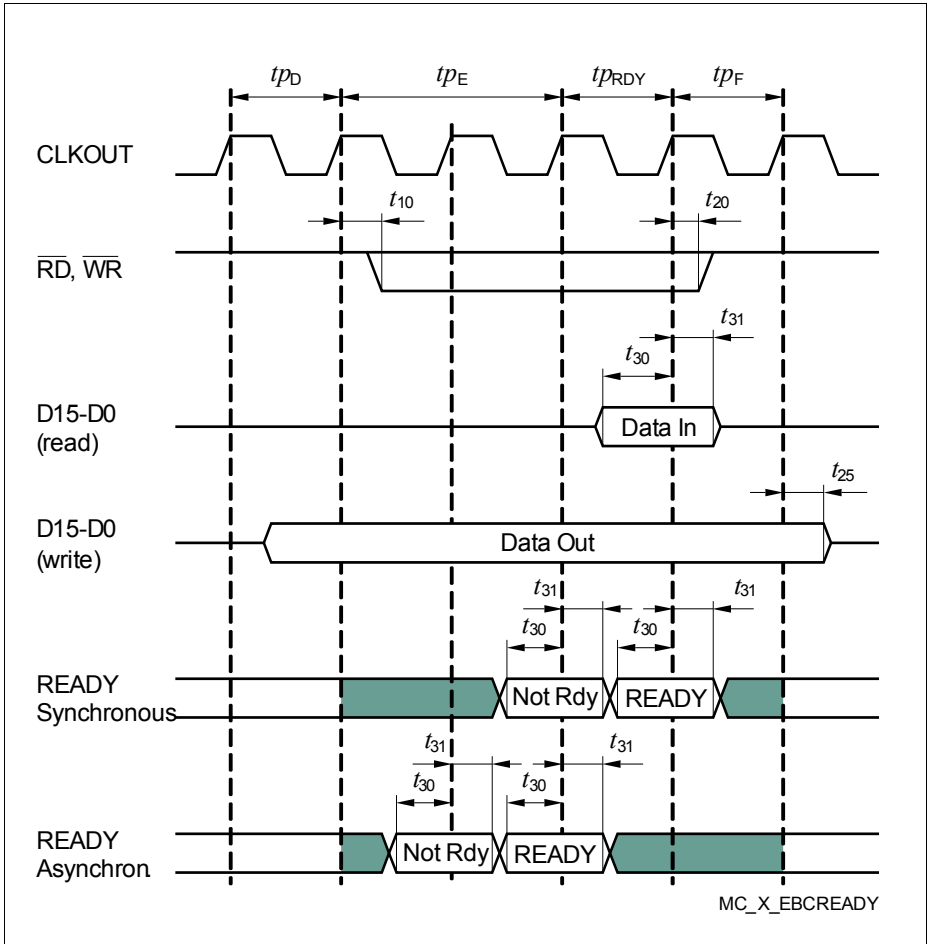 tpD tpE tpRDY tpF
CLKOUT
t10 t20
RD, WR
t31
t30
D15-D0
(read)
Data In
t25
D15-D0
(write)
Data Out
t31 t31
t30 t30
READY
Synchronous
Not Rdy READY
t31 t31
t30 t30
READY
Asynchron.
Not Rdy READY
MC_X_EBCREADY